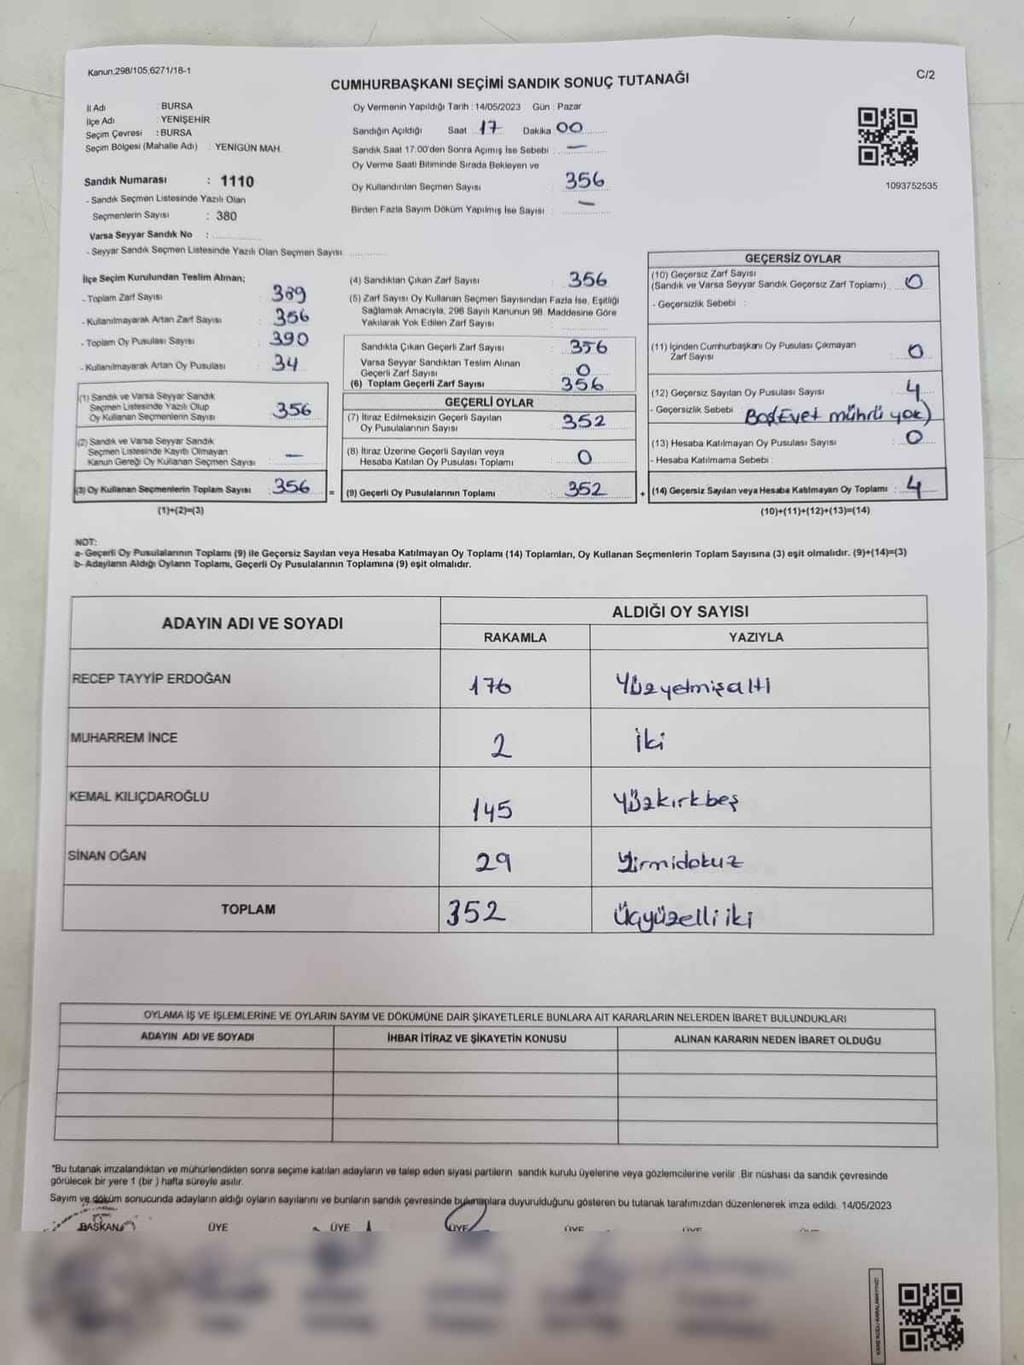 Kanun,298/105,6271/18-1
C/2
CUMHURBAŞKANI SEÇİMİ SANDIK SONUÇ TUTANAĞI
İl Adı : BURSA
İlçe Adı : YENİŞEHİR
Seçim Çevresi : BURSA
Seçim Bölgesi (Mahalle Adı) : YENİGÜN MAH.
Sandık Numarası : 1110
- Sandık Seçmen Listesinde Yazılı Olan
Seçmenlerin Sayısı : 380
Varsa Seyyar Sandık No :
- Seyyar Sandık Seçmen Listesinde Yazılı Olan Seçmen Sayısı
Oy Vermenin Yapıldığı Tarih : 14/05/2023 Gün : Pazar
Sandığın Açıldığı Saat 17 Dakika 00
Sandık Saat 17:00'den Sonra Açımış İse Sebebi : —
Oy Verme Saati Bitiminde Sırada Bekleyen ve
Oy Kullandırılan Seçmen Sayısı : 356
Birden Fazla Sayım Döküm Yapılmış İse Sayısı : —
1093752535
İlçe Seçim Kurulundan Teslim Alınan;
- Toplam Zarf Sayısı : 389
- Kullanılmayarak Artan Zarf Sayısı : 356
- Toplam Oy Pusulası Sayısı : 390
- Kullanılmayarak Artan Oy Pusulası : 34
(1) Sandık ve Varsa Seyyar Sandık
Seçmen Listesinde Yazılı Olup
Oy Kullanan Seçmenlerin Sayısı : 356
(2) Sandık ve Varsa Seyyar Sandık
Seçmen Listesinde Kayıtlı Olmayan
Kanun Gereği Oy Kullanan Seçmen Sayısı : —
(3) Oy Kullanan Seçmenlerin Toplam Sayısı : 356
(1)+(2)=(3)
(4) Sandıktan Çıkan Zarf Sayısı : 356
(5) Zarf Sayısı Oy Kullanan Seçmen Sayısından Fazla İse, Eşitliği
Sağlamak Amacıyla, 298 Sayılı Kanunun 98. Maddesine Göre
Yakılarak Yok Edilen Zarf Sayısı :
Sandıkta Çıkan Geçerli Zarf Sayısı : 356
Varsa Seyyar Sandıktan Teslim Alınan
Geçerli Zarf Sayısı : 0
(6) Toplam Geçerli Zarf Sayısı : 356
GEÇERLİ OYLAR
(7) İtiraz Edilmeksizin Geçerli Sayılan
Oy Pusulalarının Sayısı : 352
(8) İtiraz Üzerine Geçerli Sayılan veya
Hesaba Katılan Oy Pusulası Toplamı : 0
= (9) Geçerli Oy Pusulalarının Toplamı : 352
GEÇERSİZ OYLAR
(10) Geçersiz Zarf Sayısı
(Sandık ve Varsa Seyyar Sandık Geçersiz Zarf Toplamı) : 0
- Geçersizlik Sebebi :
(11) İçinden Cumhurbaşkanı Oy Pusulası Çıkmayan
Zarf Sayısı : 0
(12) Geçersiz Sayılan Oy Pusulası Sayısı : 4
- Geçersizlik Sebebi : Boş(Evet mührü yok)
(13) Hesaba Katılmayan Oy Pusulası Sayısı : 0
- Hesaba Katılmama Sebebi :
+ (14) Geçersiz Sayılan veya Hesaba Katılmayan Oy Toplamı : 4
(10)+(11)+(12)+(13)=(14)
NOT:
a- Geçerli Oy Pusulalarının Toplamı (9) ile Geçersiz Sayılan veya Hesaba Katılmayan Oy Toplamı (14) Toplamları, Oy Kullanan Seçmenlerin Toplam Sayısına (3) eşit olmalıdır. (9)+(14)=(3)
b- Adayların Aldığı Oyların Toplamı, Geçerli Oy Pusulalarının Toplamına (9) eşit olmalıdır.
ADAYIN ADI VE SOYADI ALDIĞI OY SAYISI
RAKAMLA YAZIYLA
RECEP TAYYİP ERDOĞAN 176 Yüzyetmişaltı
MUHARREM İNCE 2 İki
KEMAL KILIÇDAROĞLU 145 Yüzkırkbeş
SİNAN OĞAN 29 Yirmidokuz
TOPLAM 352 Üçyüzelliiki
OYLAMA İŞ VE İŞLEMLERİNE VE OYLARIN SAYIM VE DÖKÜMÜNE DAİR ŞİKAYETLERLE BUNLARA AİT KARARLARIN NELERDEN İBARET BULUNDUKLARI
ADAYIN ADI VE SOYADI İHBAR İTİRAZ VE ŞİKAYETİN KONUSU ALINAN KARARIN NEDEN İBARET OLDUĞU
"Bu tutanak imzalandıktan ve mühürlendikten sonra seçime katılan adayların ve talep eden siyasi partilerin sandık kurulu üyelerine veya gözlemcilerine verilir. Bir nüshası da sandık çevresinde
görülecek bir yere 1 (bir ) hafta süreyle asılır.
Sayım ve döküm sonucunda adayların aldığı oyların sayılarını ve bunların sandık çevresinde bulunanlara duyurulduğunu gösteren bu tutanak tarafımızdan düzenlenerek imza edildi. 14/05/2023
BAŞKAN ÜYE ÜYE ÜYE ÜYE ÜYE